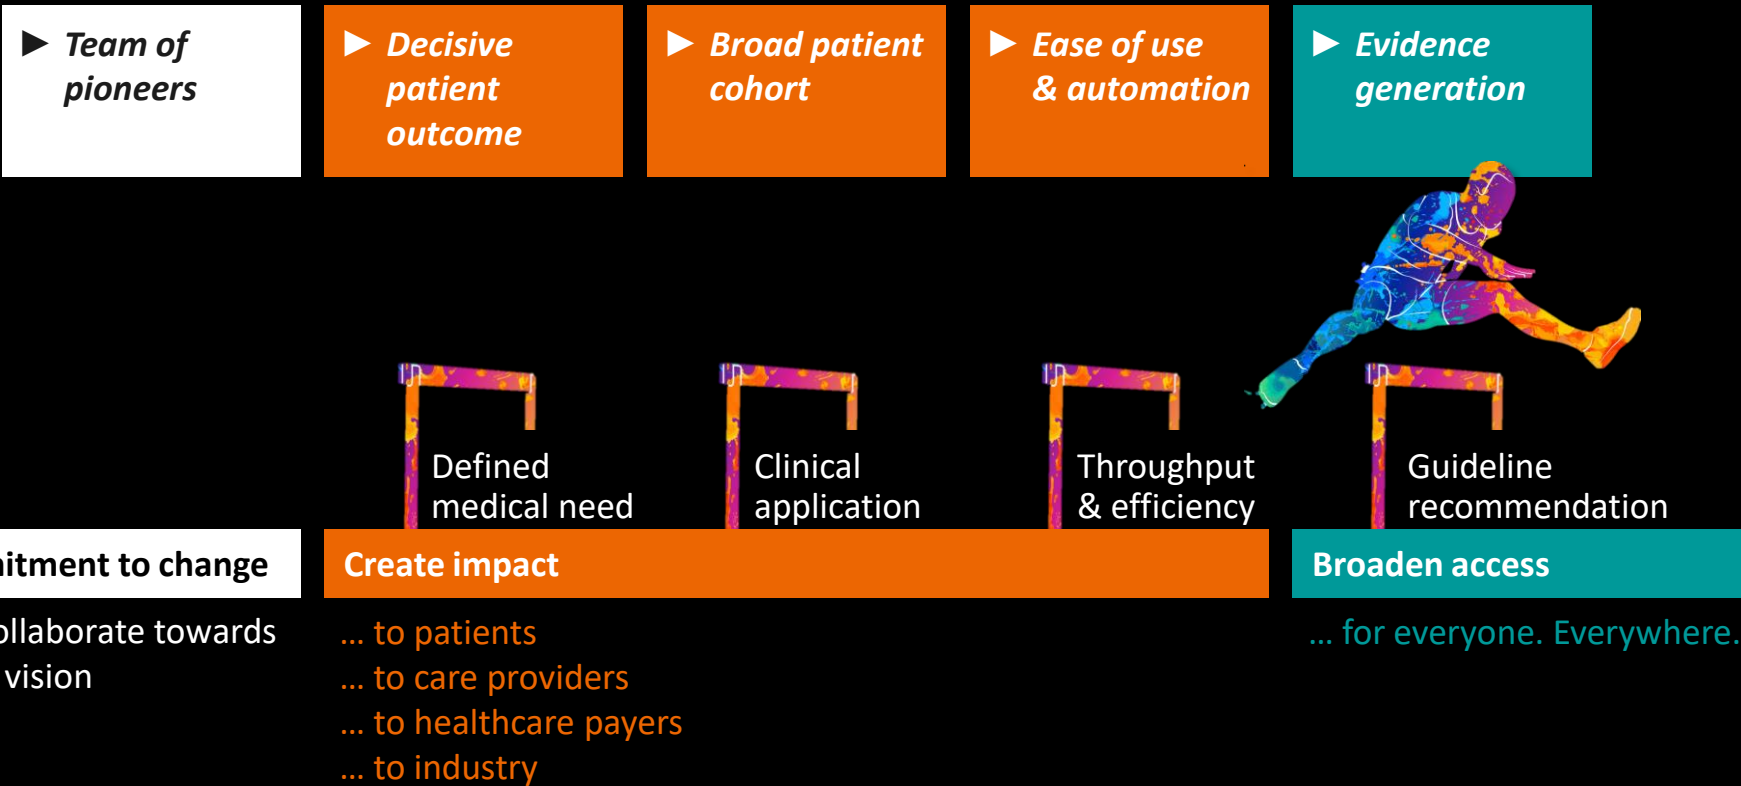 ► Team of
pioneers
► Decisive
patient
outcome
► Broad patient
cohort
► Ease of use
& automation
► Evidence
generation
Defined
medical need
Clinical
application
Throughput
& efficiency
Guideline
recommendation
mitment to change
ollaborate towards
vision
Create impact
... to patients
... to care providers
... to healthcare payers
... to industry
Broaden access
... for everyone. Everywhere.